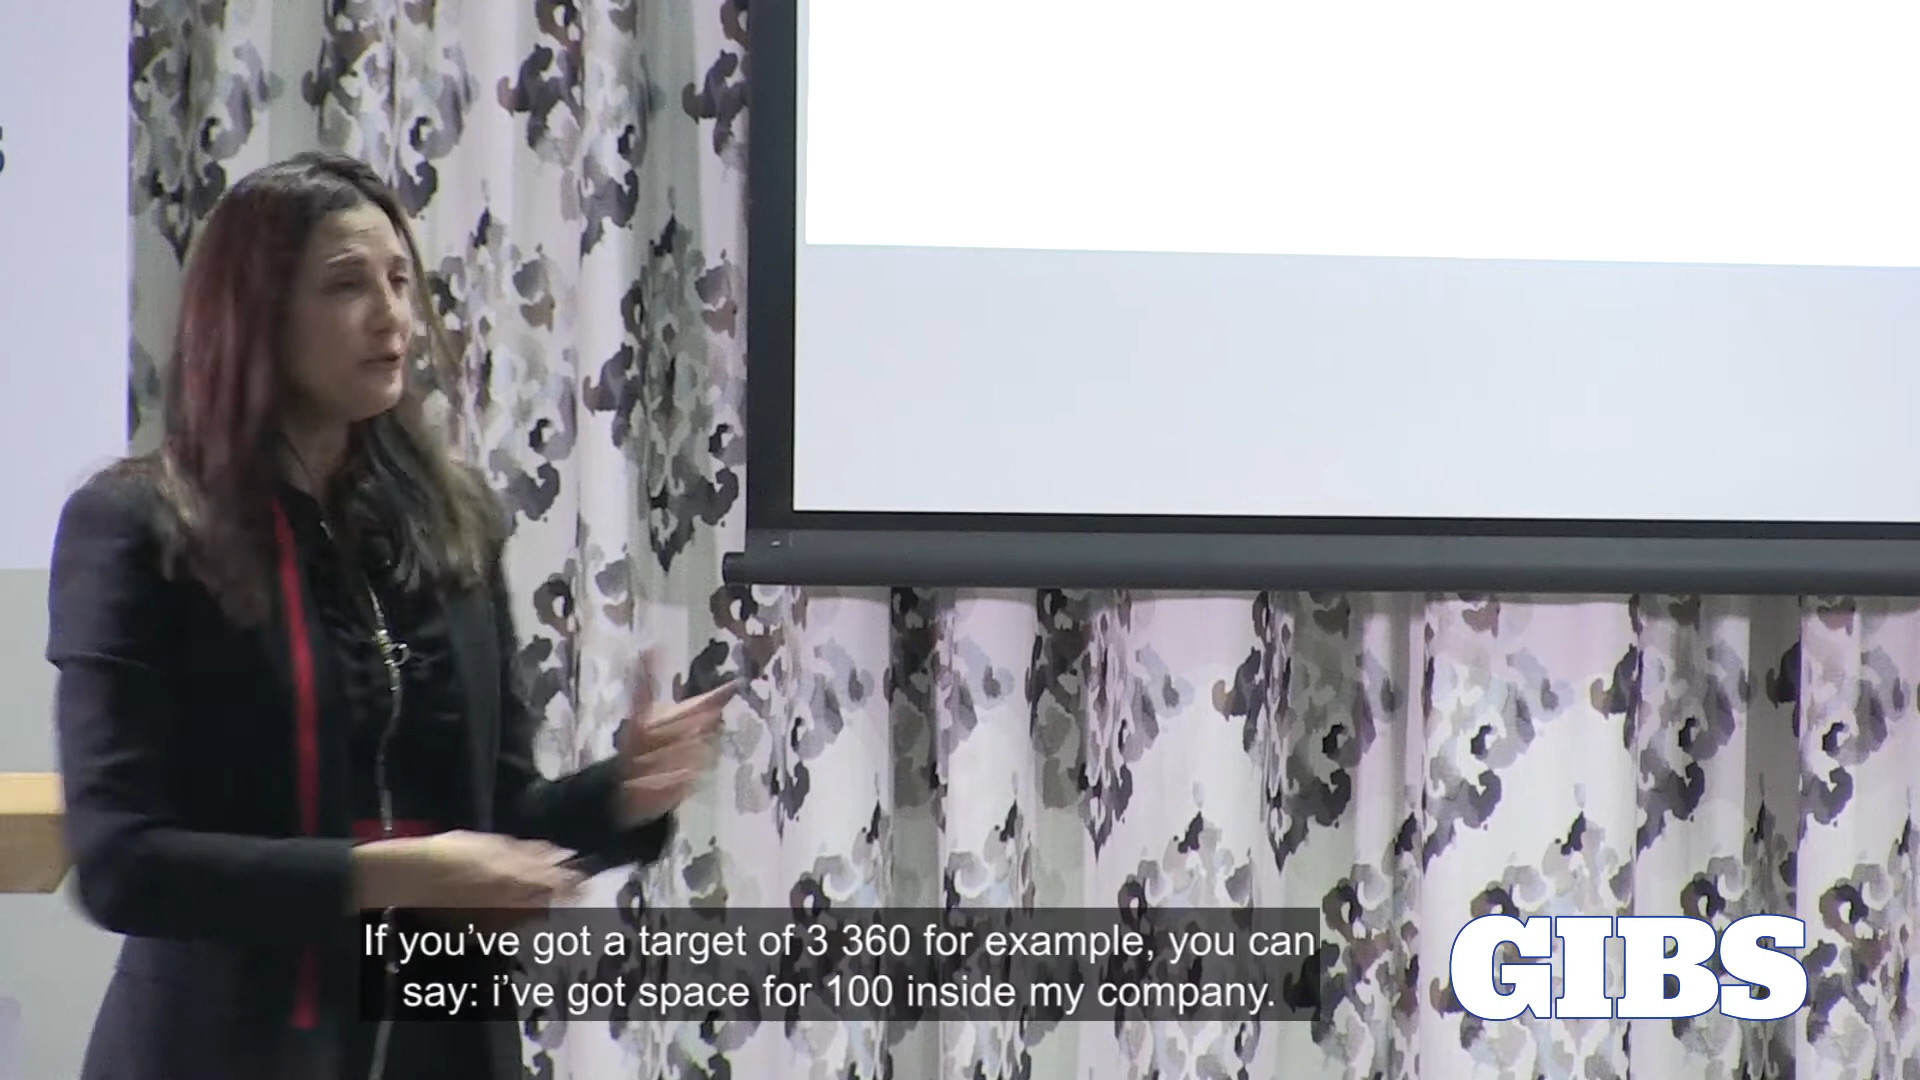 If you’ve got a target of 3 360 for example, you can
say: i’ve got space for 100 inside my company.
GIBS